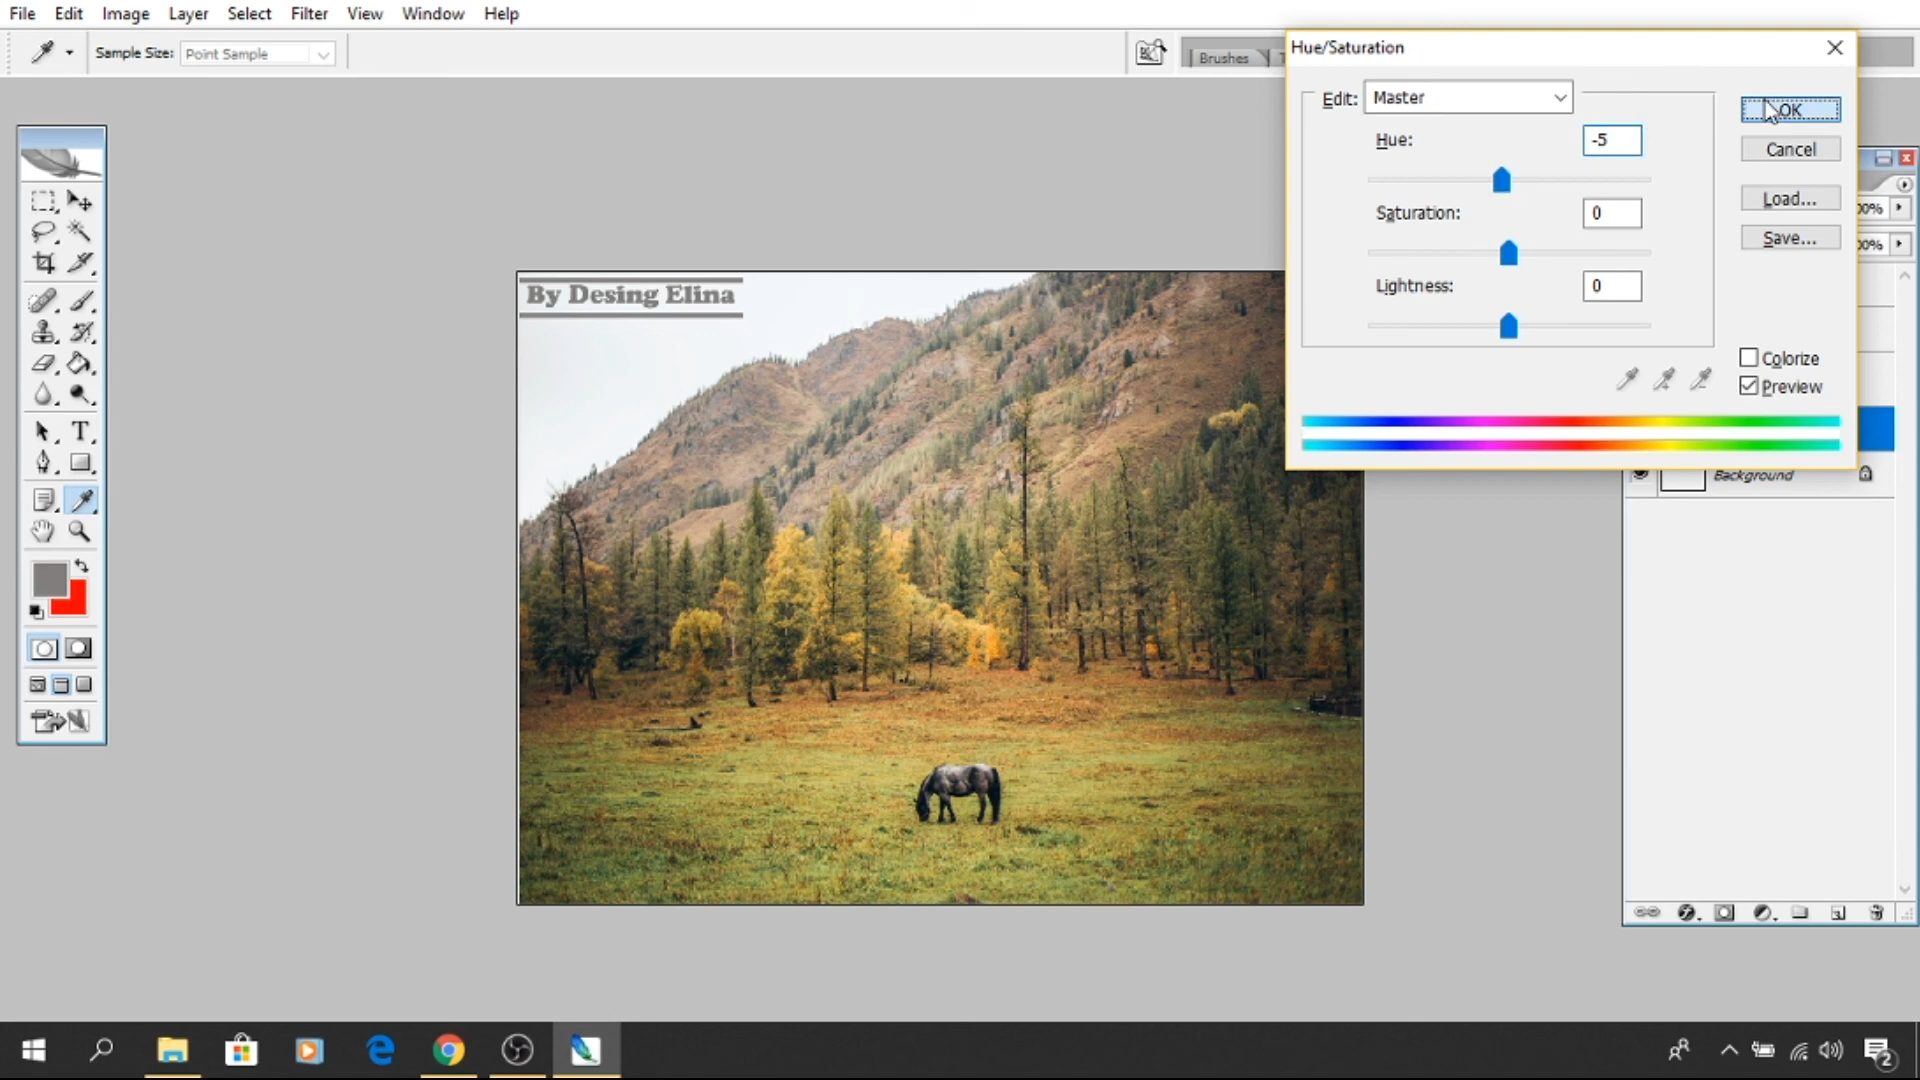 File Edit Image Layer Select Filter View Window Help
Sample Size: Point Sample
Brushes
Hue/Saturation
Edit: Master
OK
Hue: -5
Cancel
Load...
Saturation: 0
Save...
Lightness: 0
Colorize
Preview
By Desing Elina
Background
T
2